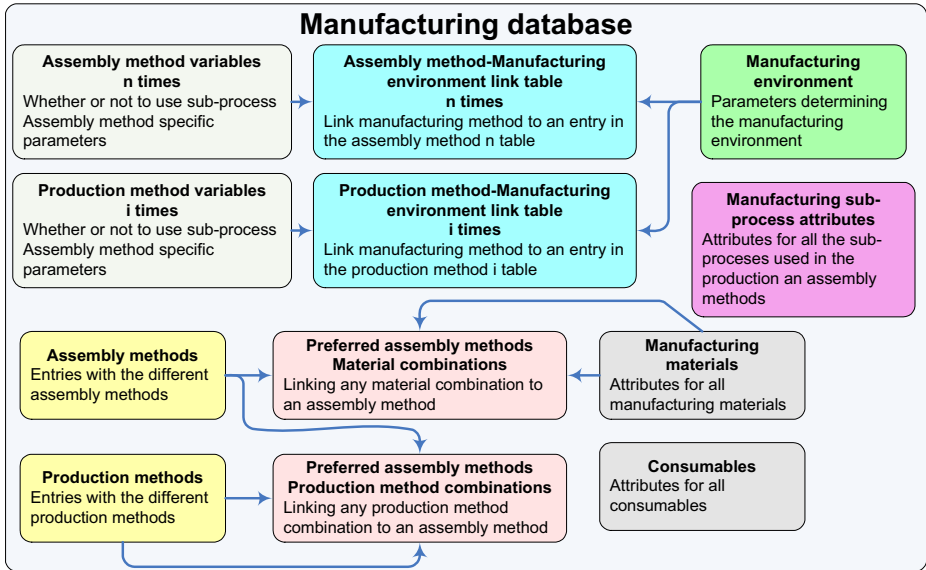 Manufacturing database
Assembly method variables
n times
Whether or not to use sub-process
Assembly method specific
parameters
Assembly method-Manufacturing
environment link table
n times
Link manufacturing method to an entry in
the assembly method n table
Manufacturing
environment
Parameters determining
the manufacturing
environment
Production method variables
i times
Whether or not to use sub-process
Assembly method specific
parameters
Production method-Manufacturing
environment link table
i times
Link manufacturing method to an entry in
the production method i table
Manufacturing sub-
process attributes
Attributes for all the sub-
proceses used in the
production an assembly
methods
Assembly methods
Entries with the different
assembly methods
Preferred assembly methods
Material combinations
Linking any material combination to
an assembly method
Manufacturing
materials
Attributes for all
manufacturing materials
Production methods
Entries with the different
production methods
Preferred assembly methods
Production method combinations
Linking any production method
combination to an assembly method
Consumables
Attributes for all
consumables